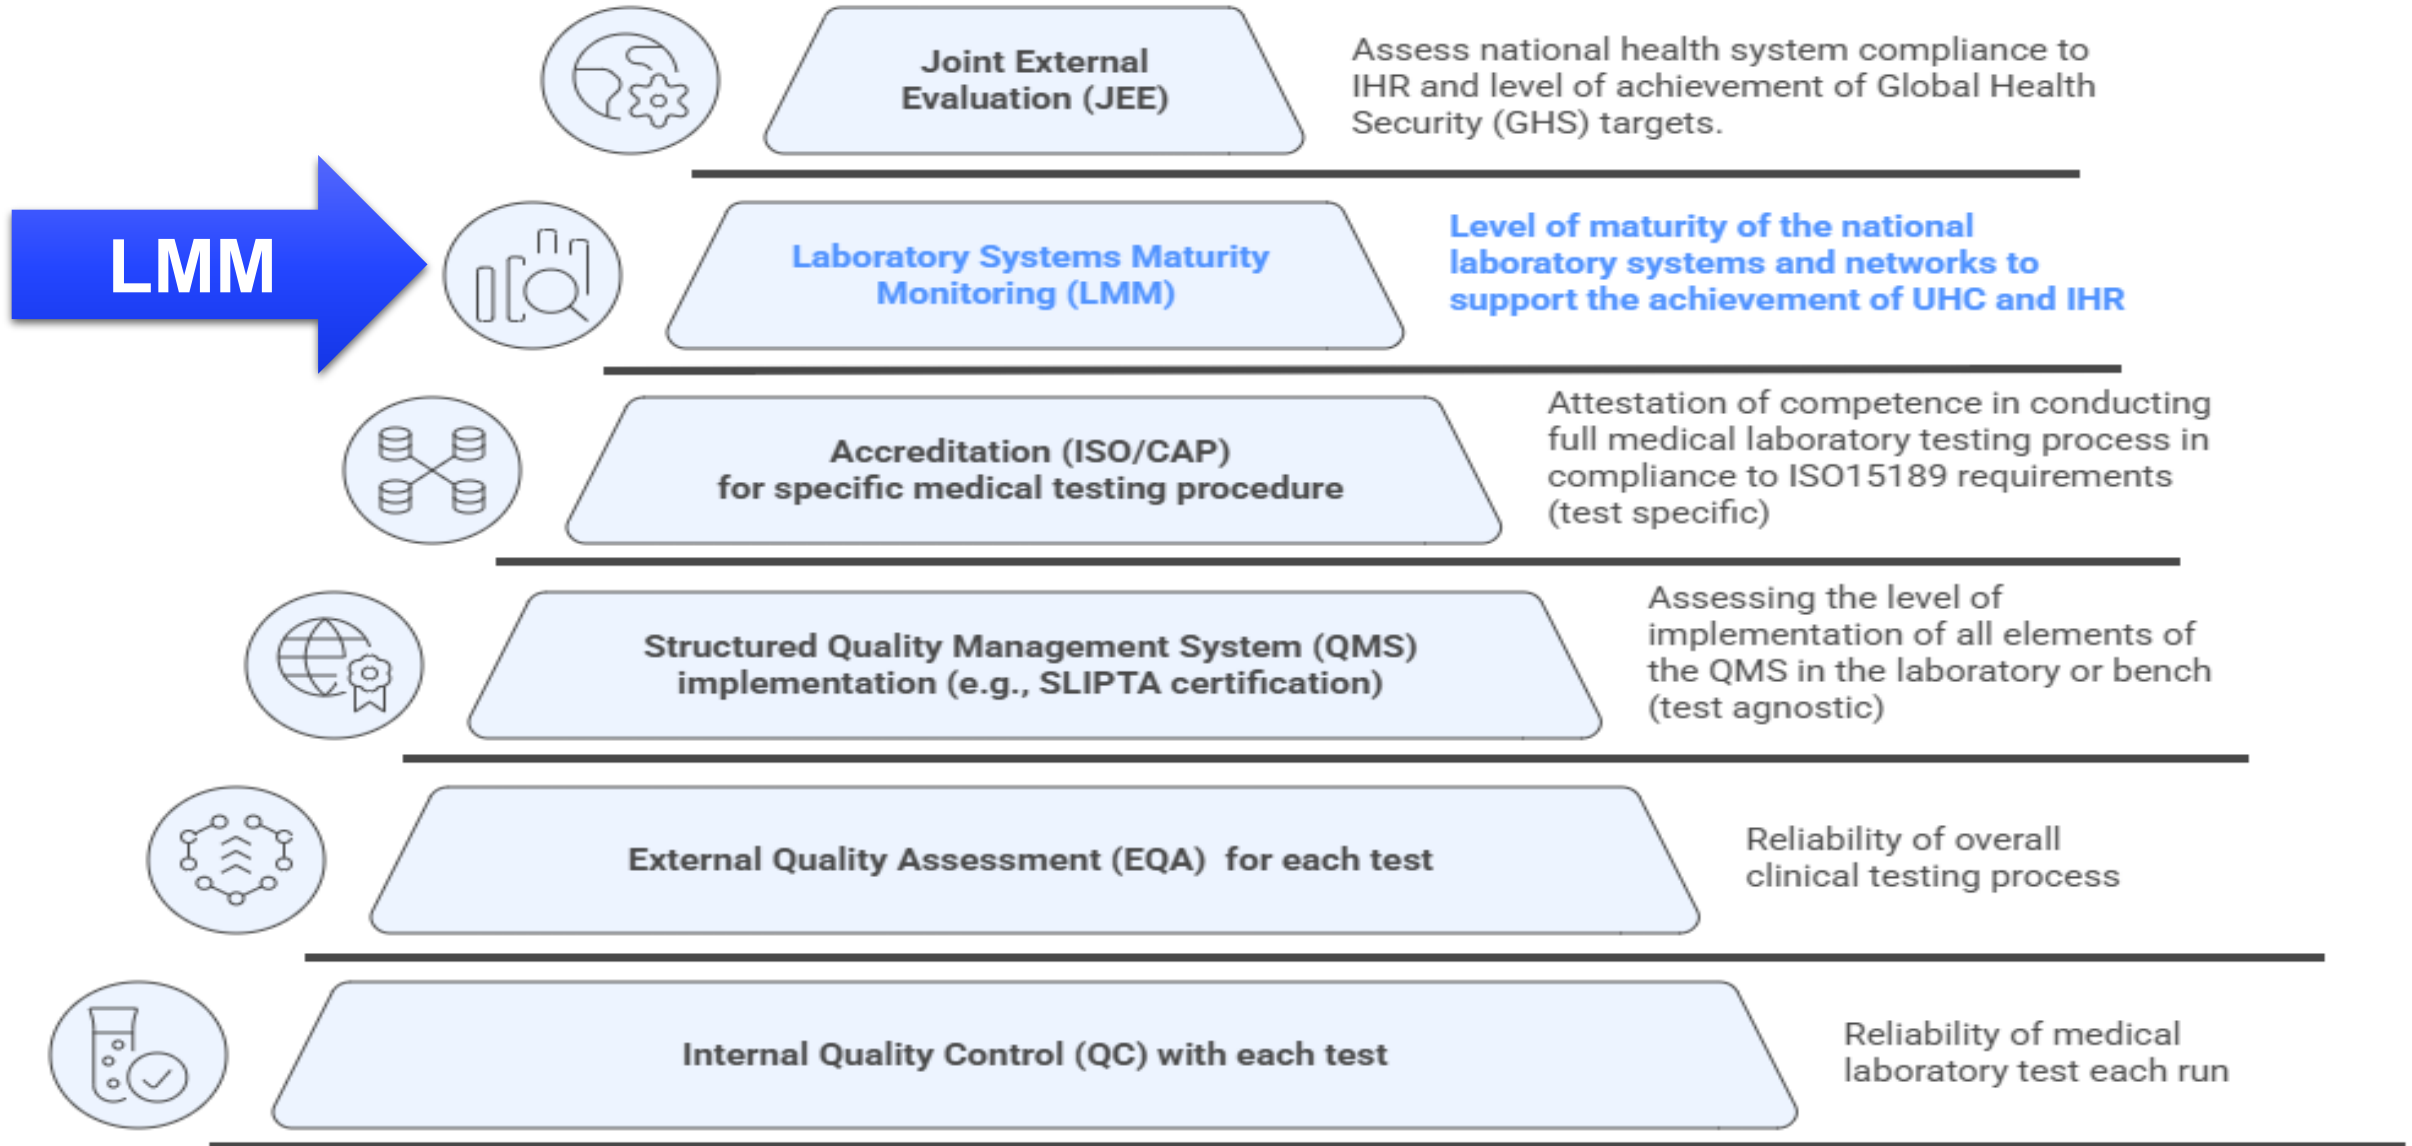 Joint External
Evaluation (JEE)
Assess national health system compliance to
IHR and level of achievement of Global Health
Security (GHS) targets.
LMM
Laboratory Systems Maturity
Monitoring (LMM)
Level of maturity of the national
laboratory systems and networks to
support the achievement of UHC and IHR
Accreditation (ISO/CAP)
for specific medical testing procedure
Attestation of competence in conducting
full medical laboratory testing process in
compliance to ISO15189 requirements
(test specific)
Structured Quality Management System (QMS)
implementation (e.g., SLIPTA certification)
Assessing the level of
implementation of all elements of
the QMS in the laboratory or bench
(test agnostic)
External Quality Assessment (EQA) for each test
Reliability of overall
clinical testing process
Internal Quality Control (QC) with each test
Reliability of medical
laboratory test each run